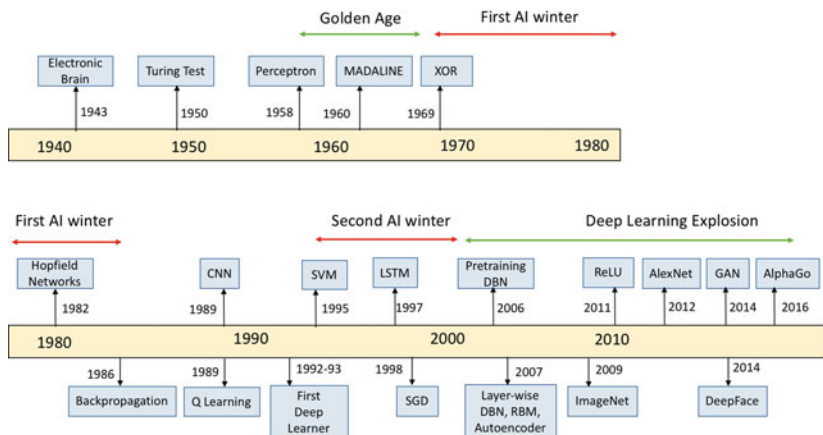 Golden Age
First AI winter
Electronic
Brain
Turing Test
Perceptron
MADALINE
XOR
1943
1950
1958
1960
1969
1940
1950
1960
1970
1980
First AI winter
Second AI winter
Deep Learning Explosion
Hopfield
Networks
CNN
SVM
LSTM
Pretraining
DBN
ReLU
AlexNet
GAN
AlphaGo
1982
1989
1995
1997
2006
2011
2012
2014
2016
1980
1990
2000
2010
1986
1989
1992-93
1998
2007
2009
2014
Backpropagation
Q Learning
First
Deep
Learner
SGD
Layer-wise
DBN, RBM,
Autoencoder
ImageNet
DeepFace